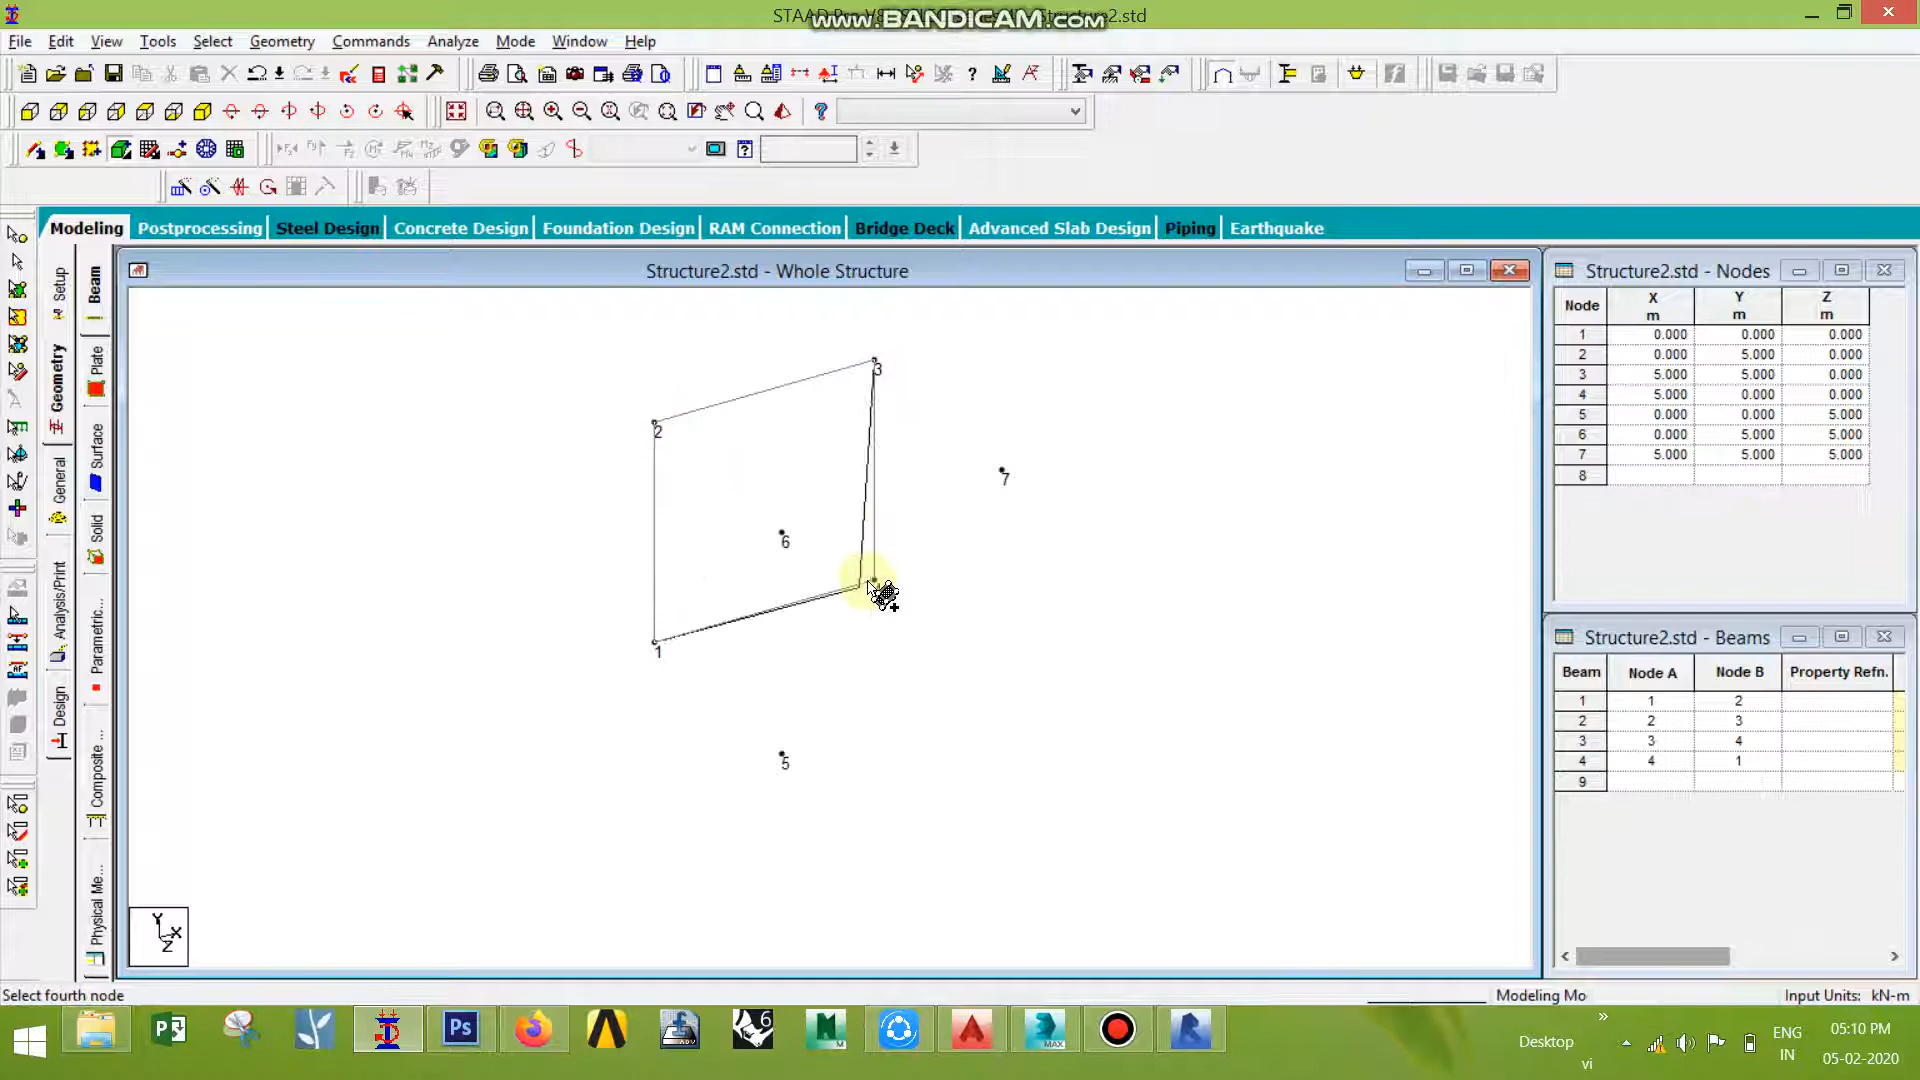 STAAD.Pro V8i
Structure2.std
www.BANDICAM.com
File Edit View Tools Select Geometry Commands Analyze Mode Window Help
Modeling Postprocessing Steel Design Concrete Design Foundation Design RAM Connection Bridge Deck Advanced Slab Design Piping Earthquake
Setup
Geometry
General
Analysis/Print
Design
Beam
Plate
Surface
Solid
Parametric...
Composite ...
Physical Me...
Structure2.std - Whole Structure
3
2
7
6
1
5
Y
X
Z
Structure2.std - Nodes
Node X m Y m Z m
1 0.000 0.000 0.000
2 0.000 5.000 0.000
3 5.000 5.000 0.000
4 5.000 0.000 0.000
5 0.000 0.000 5.000
6 0.000 5.000 5.000
7 5.000 5.000 5.000
8
Structure2.std - Beams
Beam Node A Node B Property Refn.
1 1 2
2 2 3
3 3 4
4 4 1
9
Select fourth node
Modeling Mo
Input Units: kN-m
Desktop
vi
ENG
IN
05:10 PM
05-02-2020